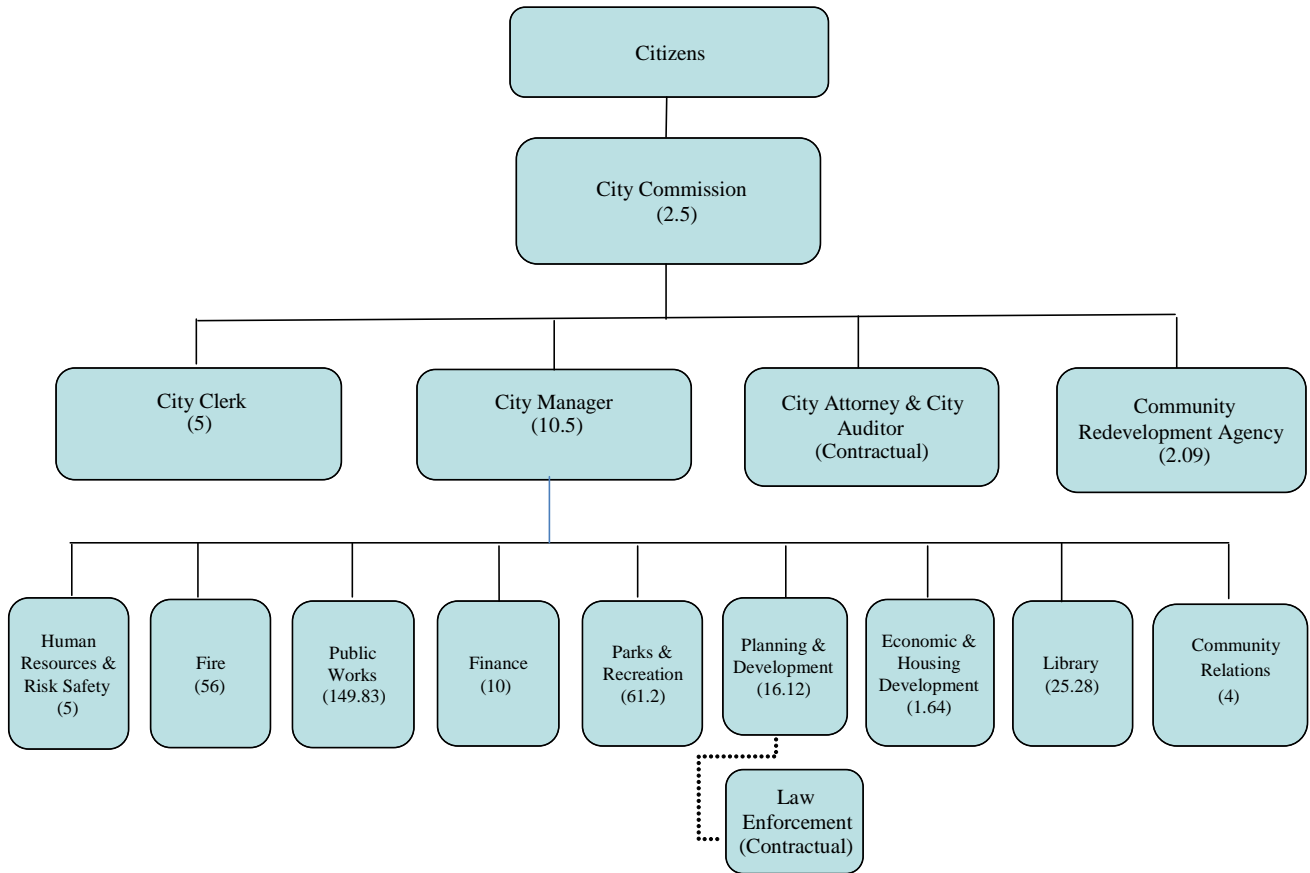 Citizens
City Commission
(2.5)
City Clerk
(5)
City Manager
(10.5)
City Attorney & City
Auditor
(Contractual)
Community
Redevelopment Agency
(2.09)
Human
Resources &
Risk Safety
(5)
Fire
(56)
Public
Works
(149.83)
Finance
(10)
Parks &
Recreation
(61.2)
Planning &
Development
(16.12)
Economic &
Housing
Development
(1.64)
Library
(25.28)
Community
Relations
(4)
Law
Enforcement
(Contractual)